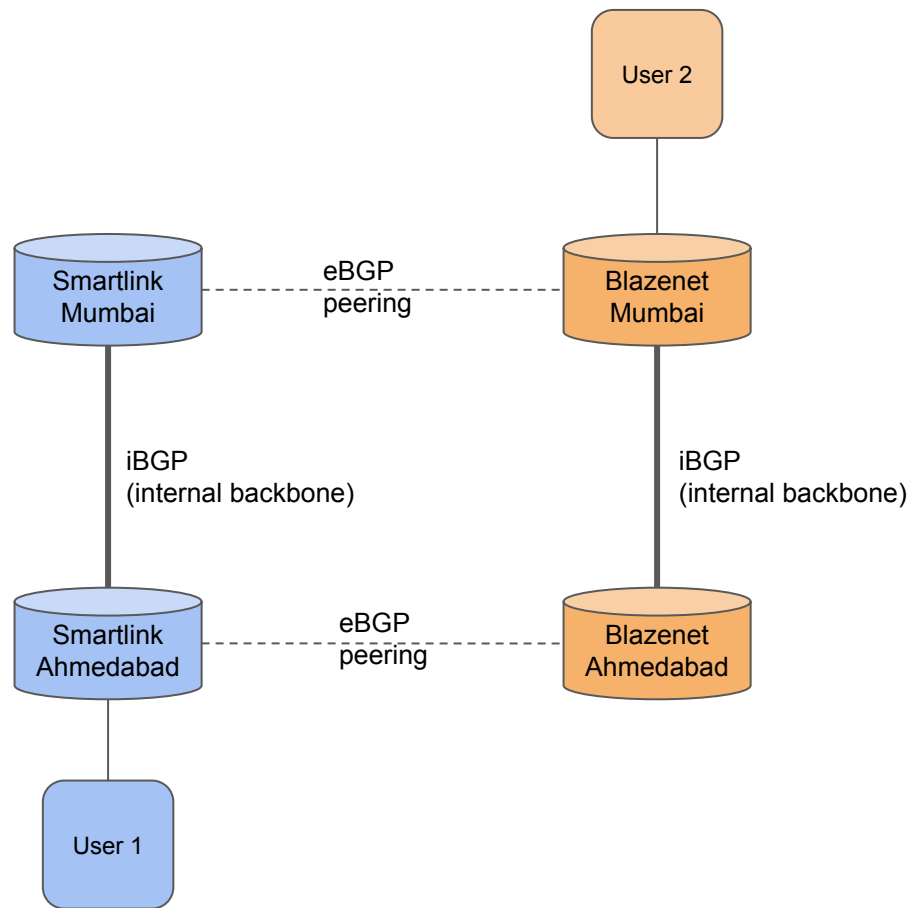 User 2
Smartlink
Mumbai
eBGP
peering
Blazenet
Mumbai
iBGP
(internal backbone)
iBGP
(internal backbone)
Smartlink
Ahmedabad
eBGP
peering
Blazenet
Ahmedabad
User 1